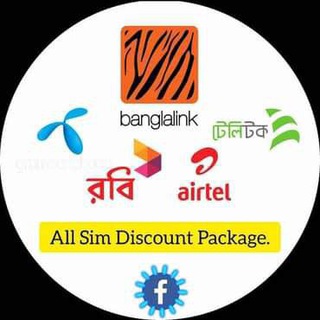 banglalink
টেলিটক
রবি
airtel
All Sim Discount Package.
f